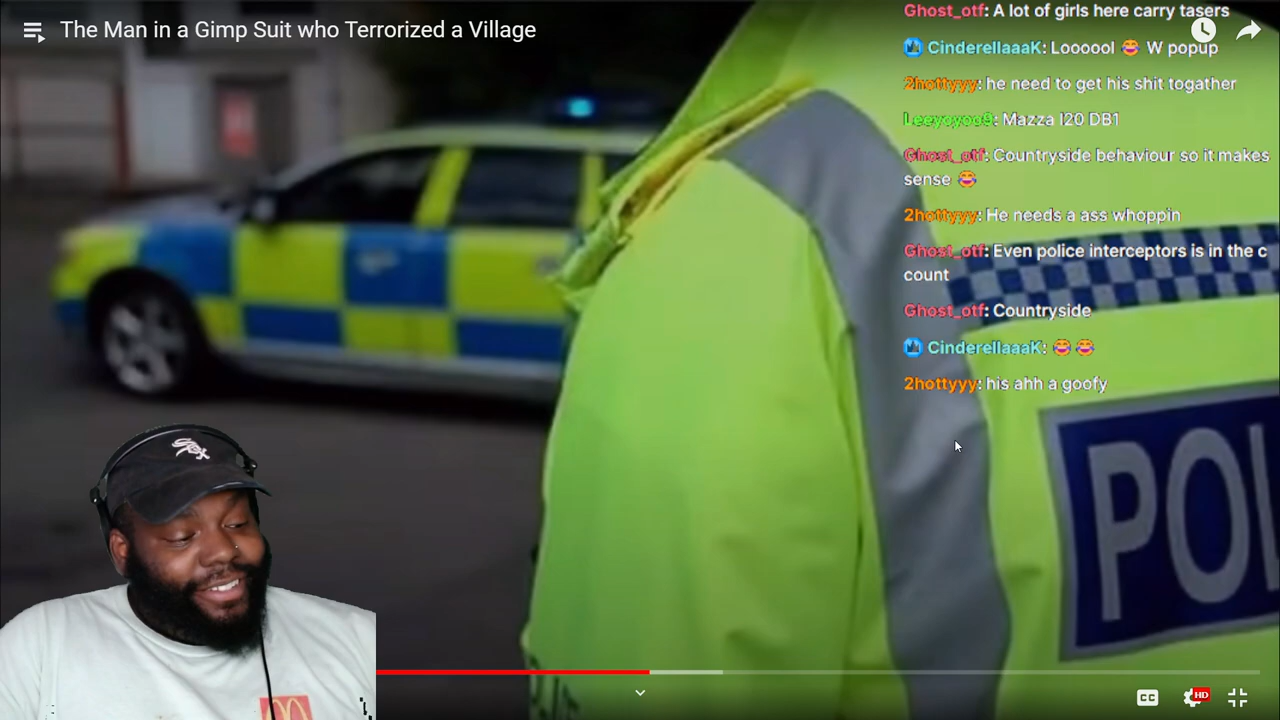 The Man in a Gimp Suit who Terrorized a Village
Ghost_otf: A lot of girls here carry tasers
CinderellaaaK: Loooool 😂 W popup
2hottyyy: he need to get his shit togather
Leeyoyoo9: Mazza I20 DB1
Ghost_otf: Countryside behaviour so it makes
sense 😂
2hottyyy: He needs a ass whoppin
Ghost_otf: Even police interceptors is in the c
count
Ghost_otf: Countryside
CinderellaaaK: 😂 😂
2hottyyy: his ahh a goofy
POL
CC
HD